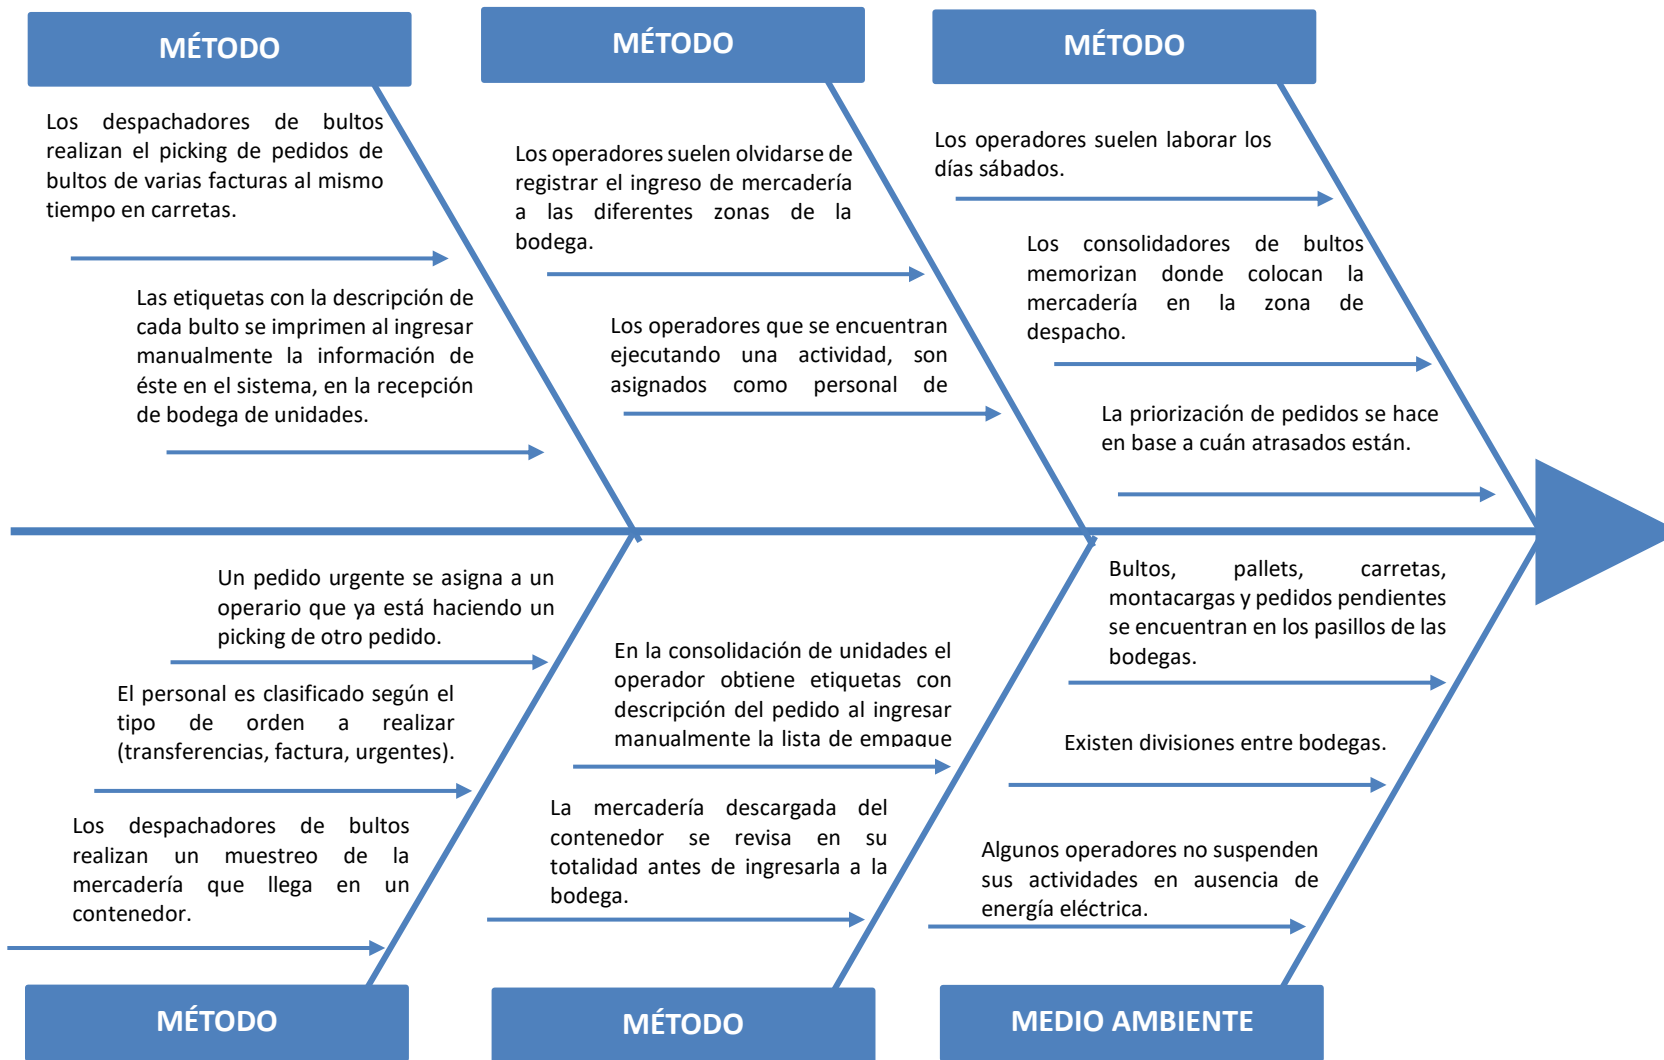 MÉTODO
Los despachadores de bultos
realizan el picking de pedidos de
bultos de varias facturas al mismo
tiempo en carretas.
Las etiquetas con la descripción de
cada bulto se imprimen al ingresar
manualmente la información de
éste en el sistema, en la recepción
de bodega de unidades.
MÉTODO
Los operadores suelen olvidarse de
registrar el ingreso de mercadería
a las diferentes zonas de la
bodega.
Los operadores que se encuentran
ejecutando una actividad, son
asignados como personal de
MÉTODO
Los operadores suelen laborar los
días sábados.
Los consolidadores de bultos
memorizan donde colocan la
mercadería en la zona de
despacho.
La priorización de pedidos se hace
en base a cuán atrasados están.
Un pedido urgente se asigna a un
operario que ya está haciendo un
picking de otro pedido.
El personal es clasificado según el
tipo de orden a realizar
(transferencias, factura, urgentes).
Los despachadores de bultos
realizan un muestreo de la
mercadería que llega en un
contenedor.
MÉTODO
En la consolidación de unidades el
operador obtiene etiquetas con
descripción del pedido al ingresar
manualmente la lista de empaque
La mercadería descargada del
contenedor se revisa en su
totalidad antes de ingresarla a la
bodega.
MÉTODO
Bultos, pallets, carretas,
montacargas y pedidos pendientes
se encuentran en los pasillos de las
bodegas.
Existen divisiones entre bodegas.
Algunos operadores no suspenden
sus actividades en ausencia de
energía eléctrica.
MEDIO AMBIENTE